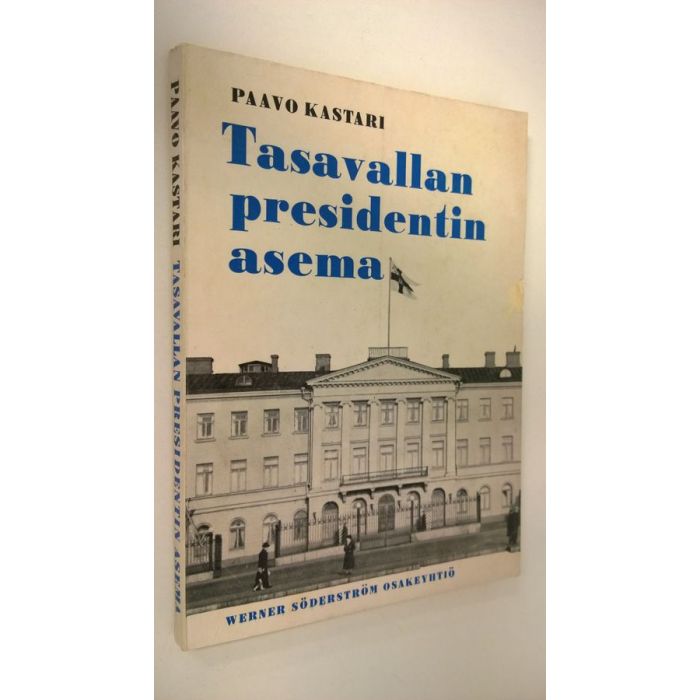 PAAVO KASTARI
Tasavallan
presidentin
asema
WERNER SÖDERSTRÖM OSAKEYHTIÖ
PAAVO KASTARI TASAVALLAN PRESIDENTIN ASEMA